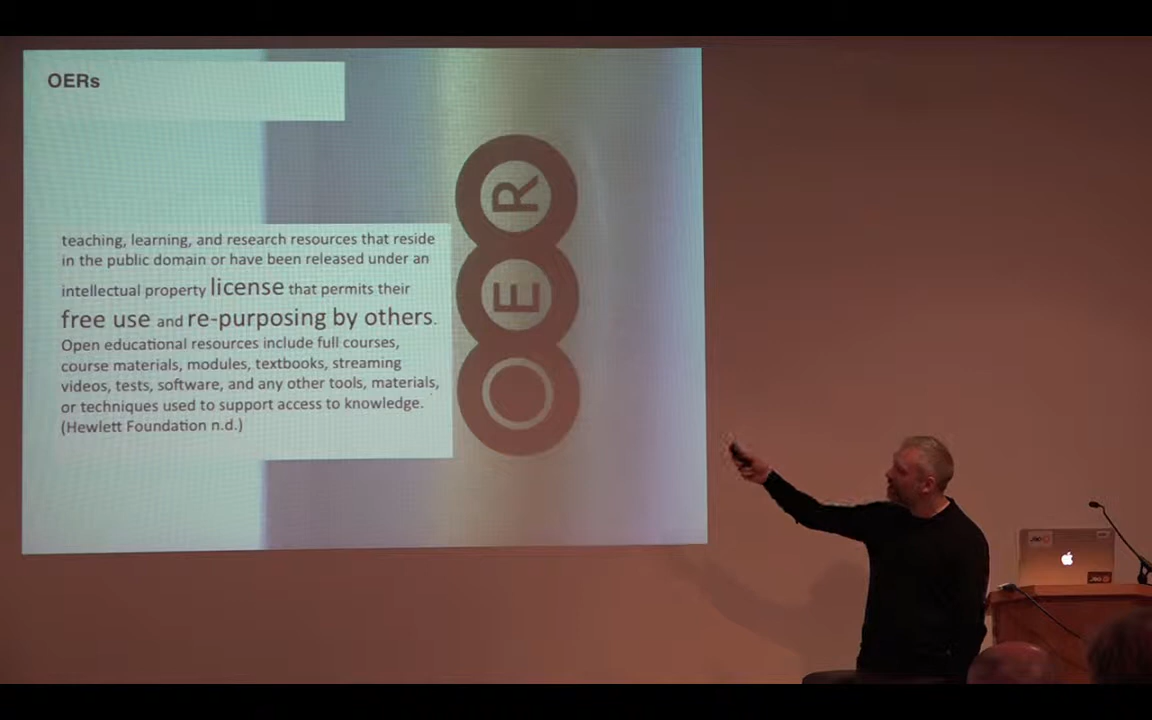 OERs
teaching, learning, and research resources that reside
in the public domain or have been released under an
intellectual property license that permits their
free use and re-purposing by others.
Open educational resources include full courses,
course materials, modules, textbooks, streaming
videos, tests, software, and any other tools, materials,
or techniques used to support access to knowledge.
(Hewlett Foundation n.d.)
OER